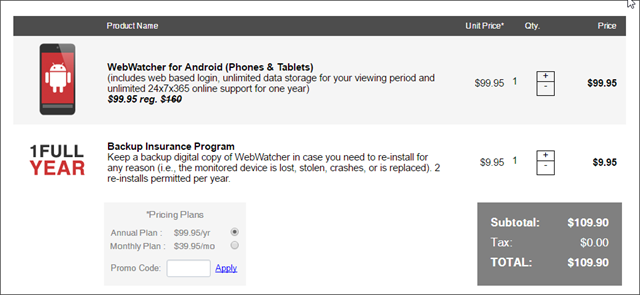 Product Name Unit Price* Qty. Price
WebWatcher for Android (Phones & Tablets)
(includes web based login, unlimited data storage for your viewing period and
unlimited 24x7x365 online support for one year)
$99.95 reg. $160
$99.95 1 + - $99.95
1FULL
YEAR
Backup Insurance Program
Keep a backup digital copy of WebWatcher in case you need to re-install for
any reason (i.e., the monitored device is lost, stolen, crashes, or is replaced). 2
re-installs permitted per year.
$9.95 1 + - $9.95
*Pricing Plans
Annual Plan : $99.95/yr
Monthly Plan : $39.95/mo
Promo Code: Apply
Subtotal: $109.90
Tax: $0.00
TOTAL: $109.90